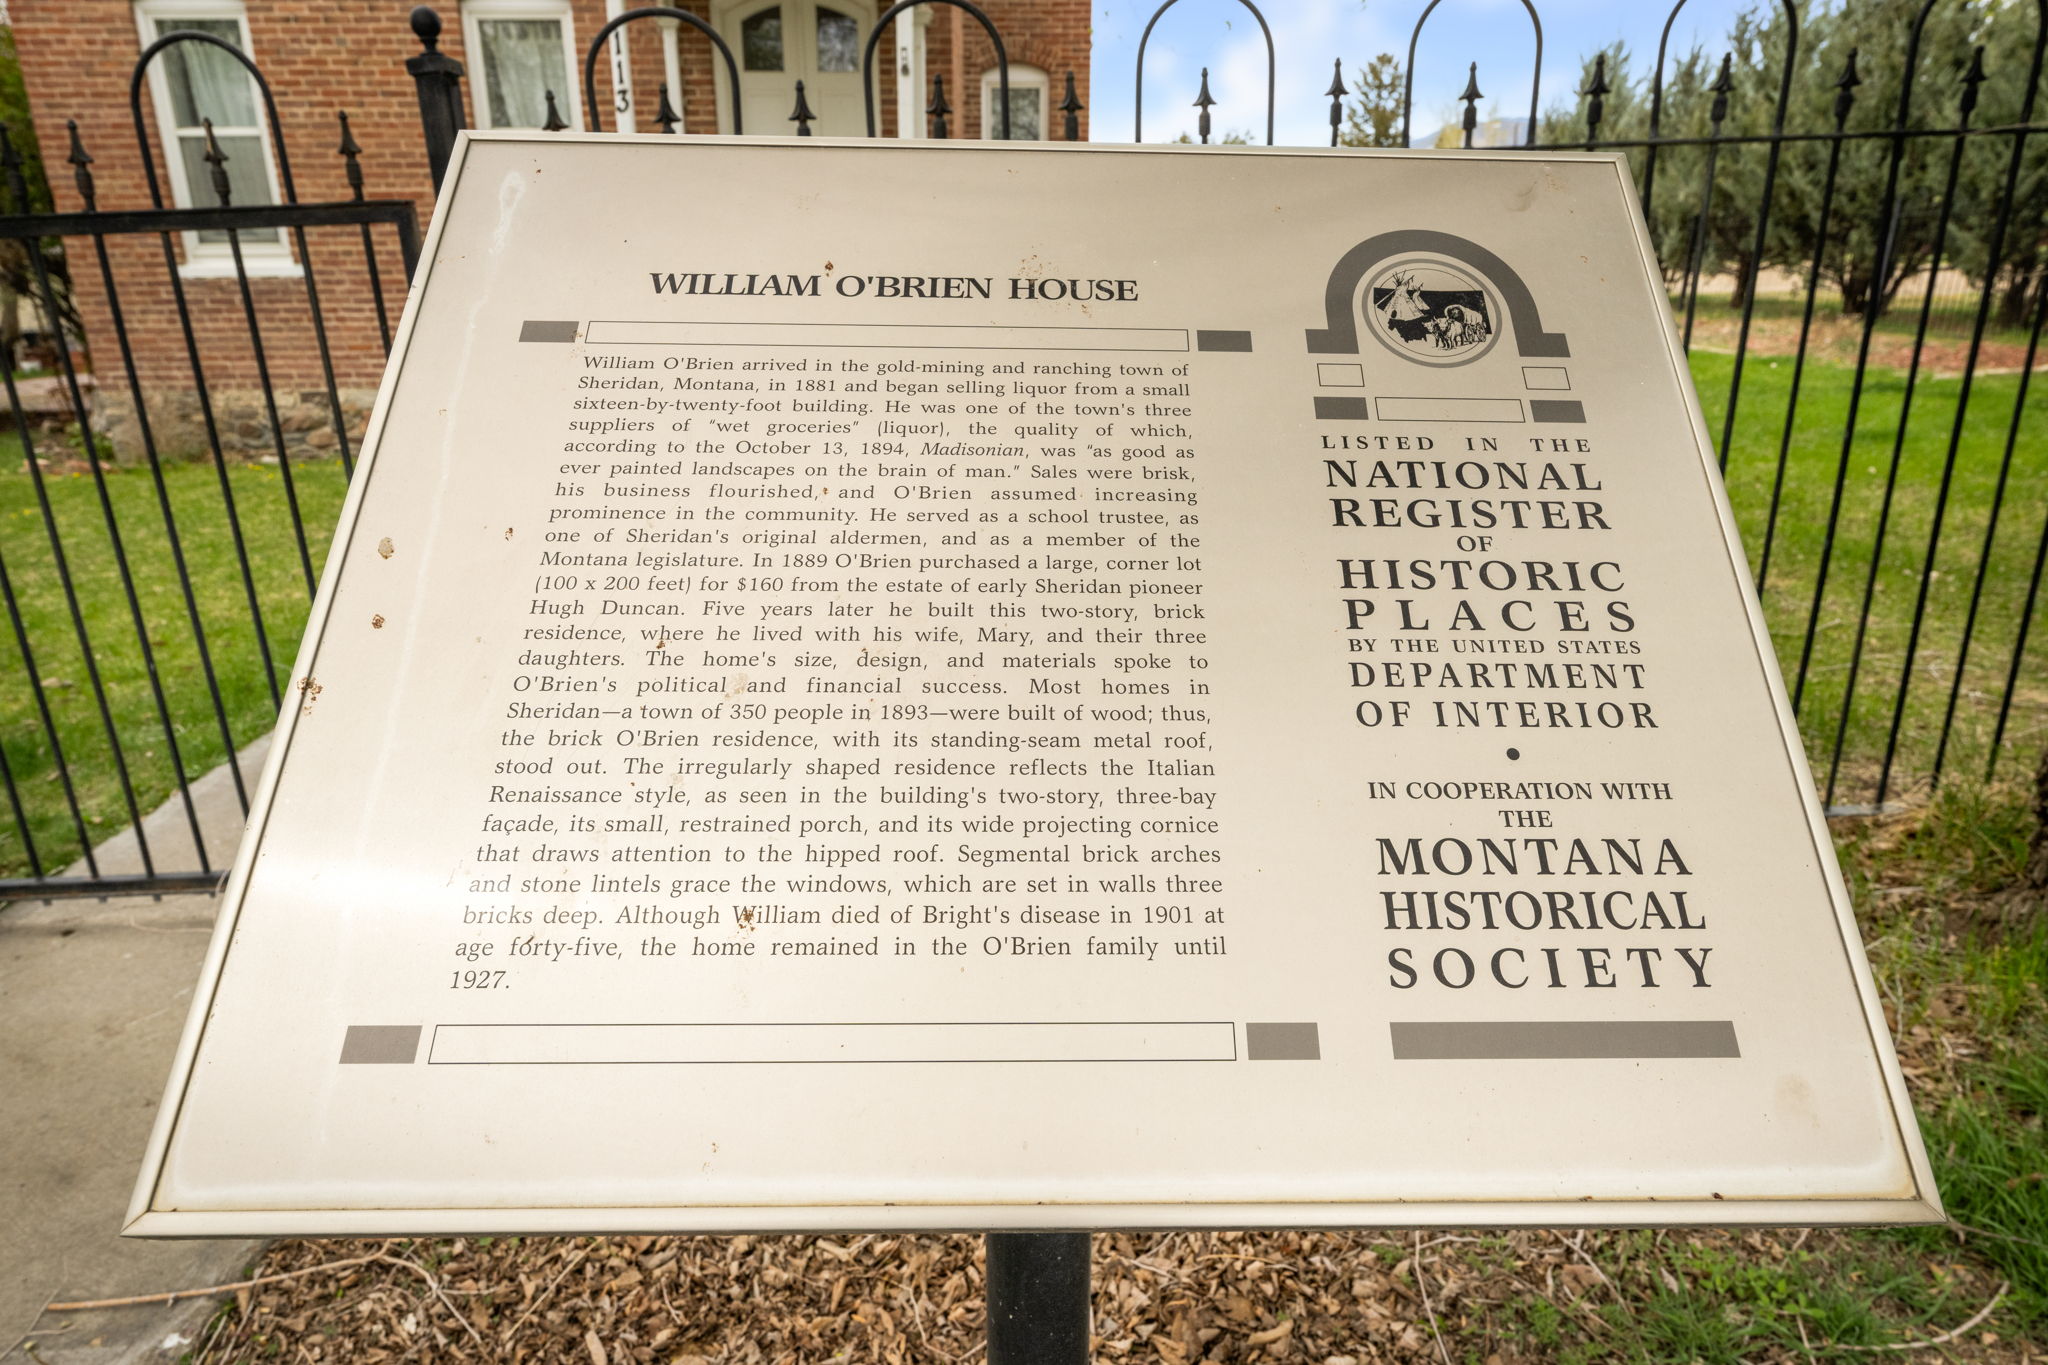 113
WILLIAM O'BRIEN HOUSE
William O'Brien arrived in the gold-mining and ranching town of
Sheridan, Montana, in 1881 and began selling liquor from a small
sixteen-by-twenty-foot building. He was one of the town's three
suppliers of "wet groceries" (liquor), the quality of which,
according to the October 13, 1894, Madisonian, was "as good as
ever painted landscapes on the brain of man." Sales were brisk,
his business flourished, and O'Brien assumed increasing
prominence in the community. He served as a school trustee, as
one of Sheridan's original aldermen, and as a member of the
Montana legislature. In 1889 O'Brien purchased a large, corner lot
(100 x 200 feet) for $160 from the estate of early Sheridan pioneer
Hugh Duncan. Five years later he built this two-story, brick
residence, where he lived with his wife, Mary, and their three
daughters. The home's size, design, and materials spoke to
O'Brien's political and financial success. Most homes in
Sheridan—a town of 350 people in 1893—were built of wood; thus,
the brick O'Brien residence, with its standing-seam metal roof,
stood out. The irregularly shaped residence reflects the Italian
Renaissance style, as seen in the building's two-story, three-bay
façade, its small, restrained porch, and its wide projecting cornice
that draws attention to the hipped roof. Segmental brick arches
and stone lintels grace the windows, which are set in walls three
bricks deep. Although William died of Bright's disease in 1901 at
age forty-five, the home remained in the O'Brien family until
1927.
LISTED IN THE
NATIONAL
REGISTER
OF
HISTORIC
PLACES
BY THE UNITED STATES
DEPARTMENT
OF INTERIOR
•
IN COOPERATION WITH
THE
MONTANA
HISTORICAL
SOCIETY